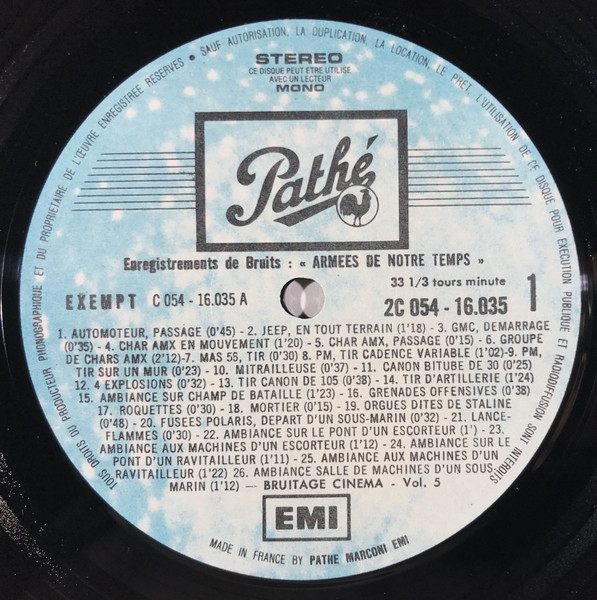 TOUS DROITS DU PRODUCTEUR PHONOGRAPHIQUE ET DU PROPRIETAIRE DE L'ŒUVRE ENREGISTREE RESERVES • SAUF AUTORISATION, LA DUPLICATION, LA LOCATION, LE PRET, L'UTILISATION DE CE DISQUE POUR EXECUTION PUBLIQUE ET RADIODIFFUSION SONT INTERDITS
STEREO
CE DISQUE PEUT ETRE UTILISE
AVEC UN LECTEUR
MONO
Pathé
Enregistrements de Bruits : « ARMEES DE NOTRE TEMPS »
33 1/3 tours minute
EXEMPT C 054 - 16.035 A 2C 054 - 16.035 1
1. AUTOMOTEUR, PASSAGE (0'45) - 2. JEEP, EN TOUT TERRAIN (1'18) - 3. GMC, DEMARRAGE
(0'35) - 4. CHAR AMX EN MOUVEMENT (1'20) - 5. CHAR AMX, PASSAGE (0'15) - 6. GROUPE
DE CHARS AMX (2'12)-7. MAS 56, TIR (0'30) 8. PM, TIR CADENCE VARIABLE (1'02)-9. PM,
TIR SUR UN MUR (0'23) - 10. MITRAILLEUSE (0'37) - 11. CANON BITUBE DE 30 (0'25)
12. 4 EXPLOSIONS (0'32) - 13. TIR CANON DE 105 (0'38) - 14. TIR D'ARTILLERIE (1'24)
15. AMBIANCE SUR CHAMP DE BATAILLE (1'23) - 16. GRENADES OFFENSIVES (0'38)
17. ROQUETTES (0'30) - 18. MORTIER (0'15) - 19. ORGUES DITES DE STALINE
(0'48) - 20. FUSEES POLARIS, DEPART D'UN SOUS-MARIN (0'32) - 21. LANCE-
FLAMMES (0'30) - 22. AMBIANCE SUR LE PONT D'UN ESCORTEUR (1') - 23.
AMBIANCE AUX MACHINES D'UN ESCORTEUR (1'12) - 24. AMBIANCE SUR LE
PONT D'UN RAVITAILLEUR (1'11) - 25. AMBIANCE AUX MACHINES D'UN
RAVITAILLEUR (1'22) 26. AMBIANCE SALLE DE MACHINES D'UN SOUS
MARIN (1'12) — BRUITAGE CINEMA - Vol. 5
EMI
MADE IN FRANCE BY PATHE MARCONI EMI